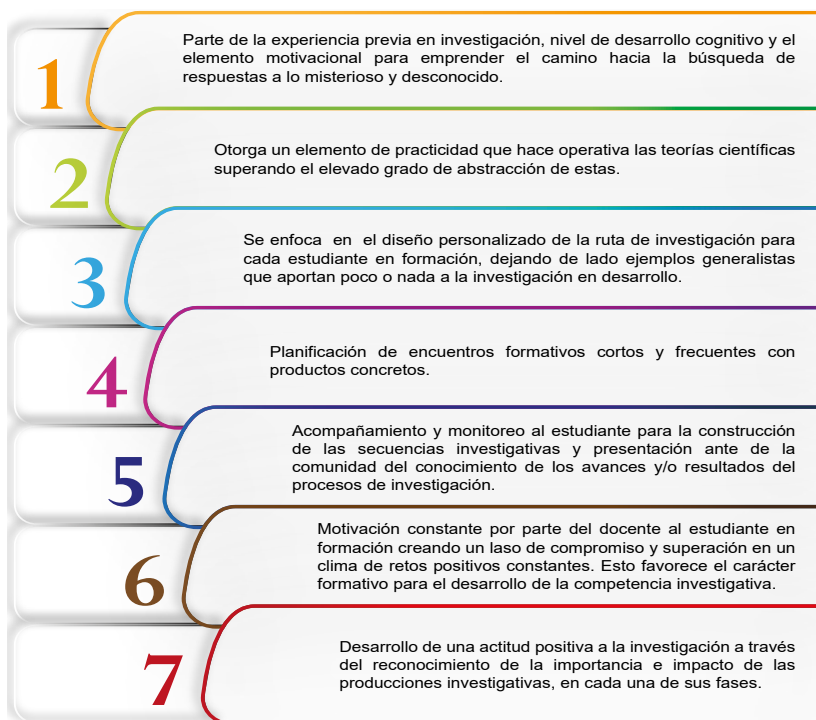 1
Parte de la experiencia previa en investigación, nivel de desarrollo cognitivo y el
elemento motivacional para emprender el camino hacia la búsqueda de
respuestas a lo misterioso y desconocido.
2
Otorga un elemento de practicidad que hace operativa las teorías científicas
superando el elevado grado de abstracción de estas.
3
Se enfoca en el diseño personalizado de la ruta de investigación para
cada estudiante en formación, dejando de lado ejemplos generalistas
que aportan poco o nada a la investigación en desarrollo.
4
Planificación de encuentros formativos cortos y frecuentes con
productos concretos.
5
Acompañamiento y monitoreo al estudiante para la construcción
de las secuencias investigativas y presentación ante de la
comunidad del conocimiento de los avances y/o resultados del
procesos de investigación.
6
Motivación constante por parte del docente al estudiante en
formación creando un laso de compromiso y superación en un
clima de retos positivos constantes. Esto favorece el carácter
formativo para el desarrollo de la competencia investigativa.
7
Desarrollo de una actitud positiva a la investigación a través
del reconocimiento de la importancia e impacto de las
producciones investigativas, en cada una de sus fases.